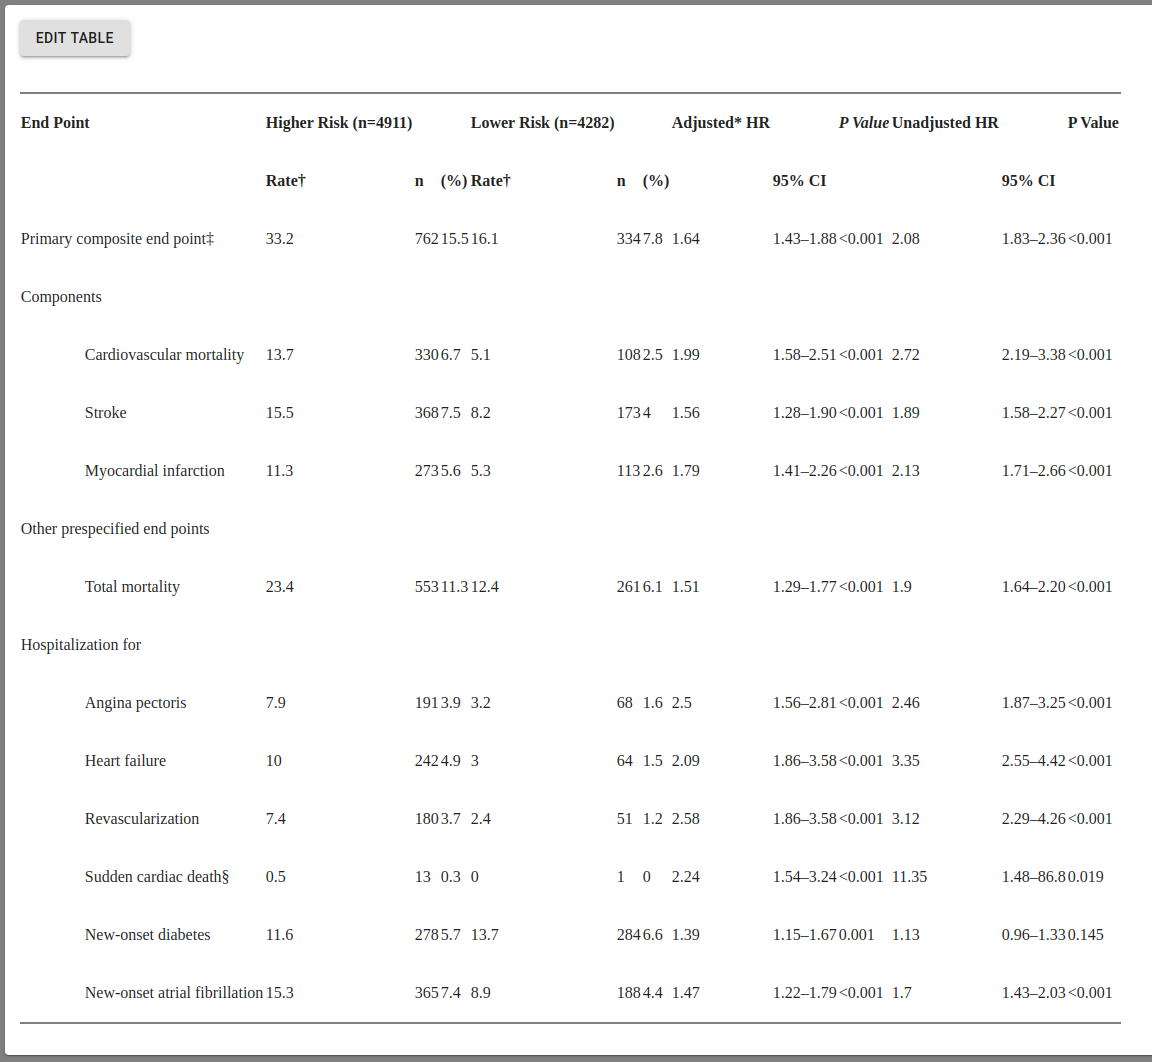 EDIT TABLE
End Point Higher Risk (n=4911) Lower Risk (n=4282) Adjusted* HR P Value Unadjusted HR P Value
Rate† n (%) Rate† n (%) 95% CI 95% CI
Primary composite end point‡ 33.2 762 15.5 16.1 334 7.8 1.64 1.43–1.88 <0.001 2.08 1.83–2.36 <0.001
Components
Cardiovascular mortality 13.7 330 6.7 5.1 108 2.5 1.99 1.58–2.51 <0.001 2.72 2.19–3.38 <0.001
Stroke 15.5 368 7.5 8.2 173 4 1.56 1.28–1.90 <0.001 1.89 1.58–2.27 <0.001
Myocardial infarction 11.3 273 5.6 5.3 113 2.6 1.79 1.41–2.26 <0.001 2.13 1.71–2.66 <0.001
Other prespecified end points
Total mortality 23.4 553 11.3 12.4 261 6.1 1.51 1.29–1.77 <0.001 1.9 1.64–2.20 <0.001
Hospitalization for
Angina pectoris 7.9 191 3.9 3.2 68 1.6 2.5 1.56–2.81 <0.001 2.46 1.87–3.25 <0.001
Heart failure 10 242 4.9 3 64 1.5 2.09 1.86–3.58 <0.001 3.35 2.55–4.42 <0.001
Revascularization 7.4 180 3.7 2.4 51 1.2 2.58 1.86–3.58 <0.001 3.12 2.29–4.26 <0.001
Sudden cardiac death§ 0.5 13 0.3 0 1 0 2.24 1.54–3.24 <0.001 11.35 1.48–86.8 0.019
New-onset diabetes 11.6 278 5.7 13.7 284 6.6 1.39 1.15–1.67 0.001 1.13 0.96–1.33 0.145
New-onset atrial fibrillation 15.3 365 7.4 8.9 188 4.4 1.47 1.22–1.79 <0.001 1.7 1.43–2.03 <0.001